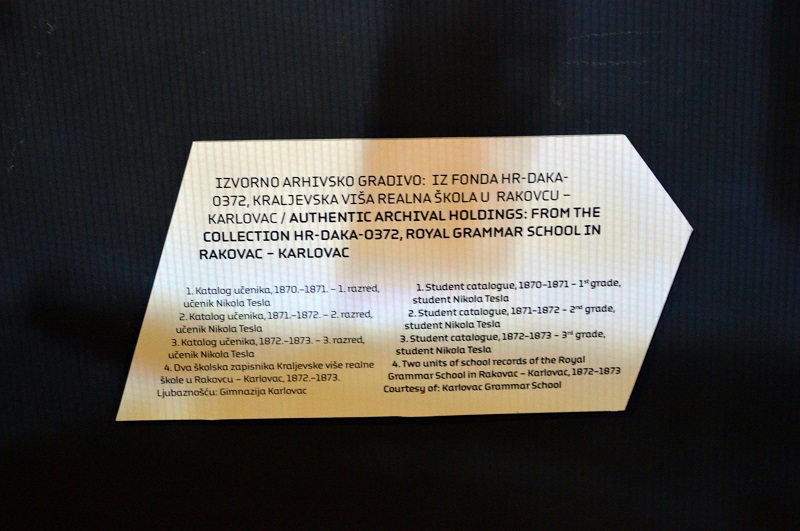 IZVORNO ARHIVSKO GRADIVO: IZ FONDA HR-DAKA-
0372, KRALJEVSKA VIŠA REALNA ŠKOLA U RAKOVCU –
KARLOVAC / AUTHENTIC ARCHIVAL HOLDINGS: FROM THE
COLLECTION HR-DAKA-0372, ROYAL GRAMMAR SCHOOL IN
RAKOVAC – KARLOVAC
1. Katalog učenika, 1870.–1871. – 1. razred,
učenik Nikola Tesla
2. Katalog učenika, 1871.–1872. – 2. razred,
učenik Nikola Tesla
3. Katalog učenika, 1872.–1873. – 3. razred,
učenik Nikola Tesla
4. Dva školska zapisnika Kraljevske više realne
škole u Rakovcu – Karlovac, 1872.–1873.
Ljubaznošću: Gimnazija Karlovac
1. Student catalogue, 1870–1871 – 1st grade,
student Nikola Tesla
2. Student catalogue, 1871–1872 – 2nd grade,
student Nikola Tesla
3. Student catalogue, 1872–1873 – 3rd grade,
student Nikola Tesla
4. Two units of school records of the Royal
Grammar School in Rakovac – Karlovac, 1872–1873
Courtesy of: Karlovac Grammar School